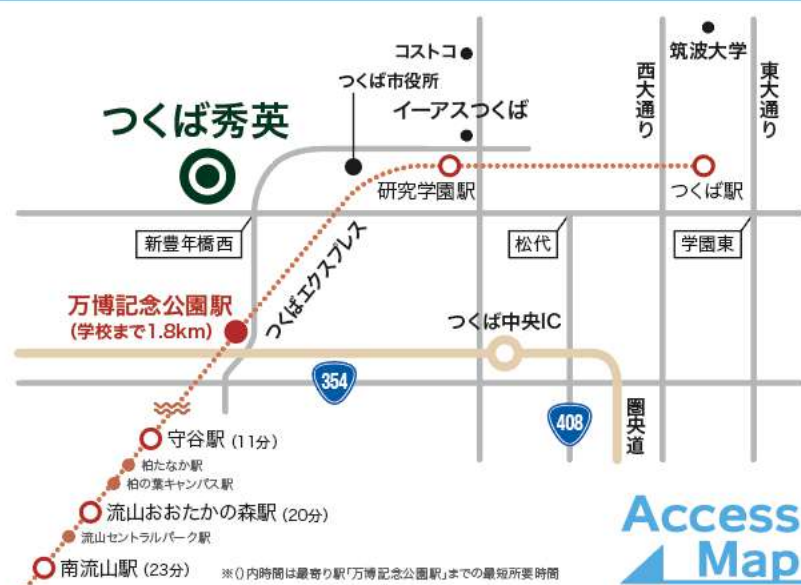 コストコ
筑波大学
つくば市役所
西大通り
東大通り
つくば秀英
イーアスつくば
研究学園駅
つくば駅
新豊年橋西
松代
学園東
つくばエクスプレス
万博記念公園駅
(学校まで1.8km)
つくば中央IC
354
408
圏央道
守谷駅 (11分)
柏たなか駅
柏の葉キャンパス駅
流山おおたかの森駅 (20分)
流山セントラルパーク駅
南流山駅 (23分)
※()内時間は最寄り駅「万博記念公園駅」までの最短所要時間
Access
Map